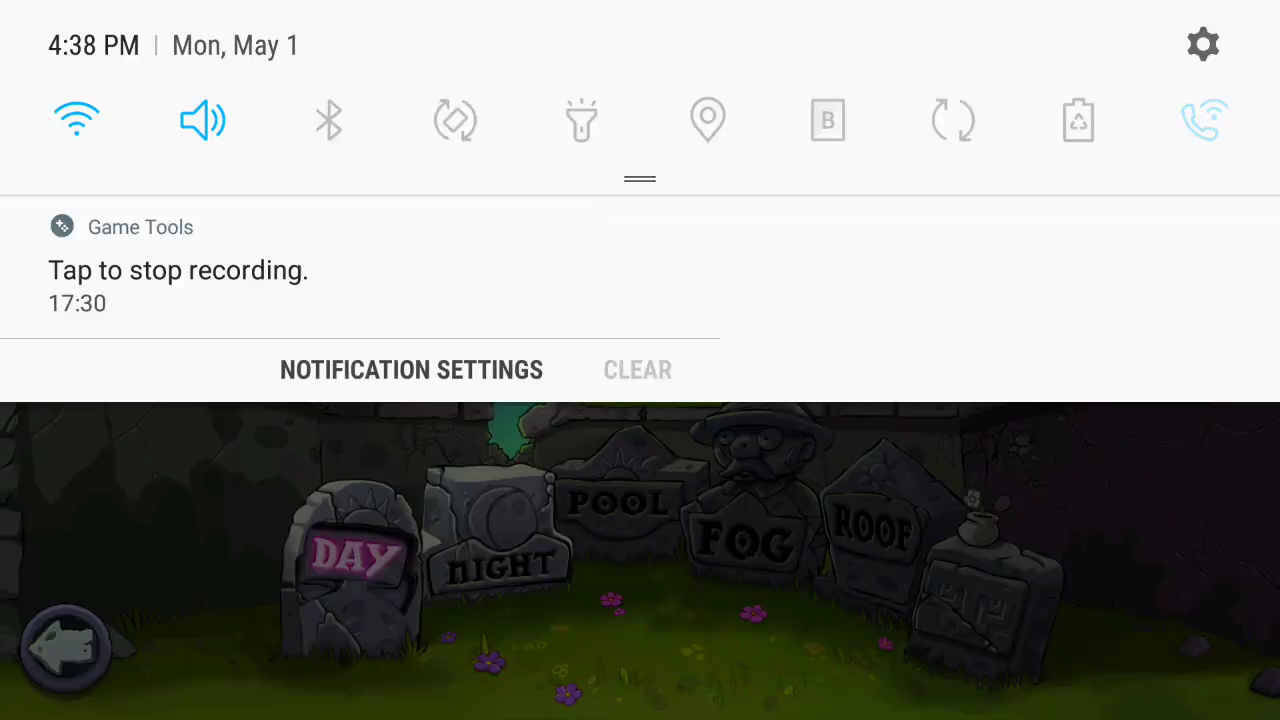 4:38 PM | Mon, May 1
B
Game Tools
Tap to stop recording.
17:30
NOTIFICATION SETTINGS CLEAR
DAY
NIGHT
POOL
FOG
ROOF